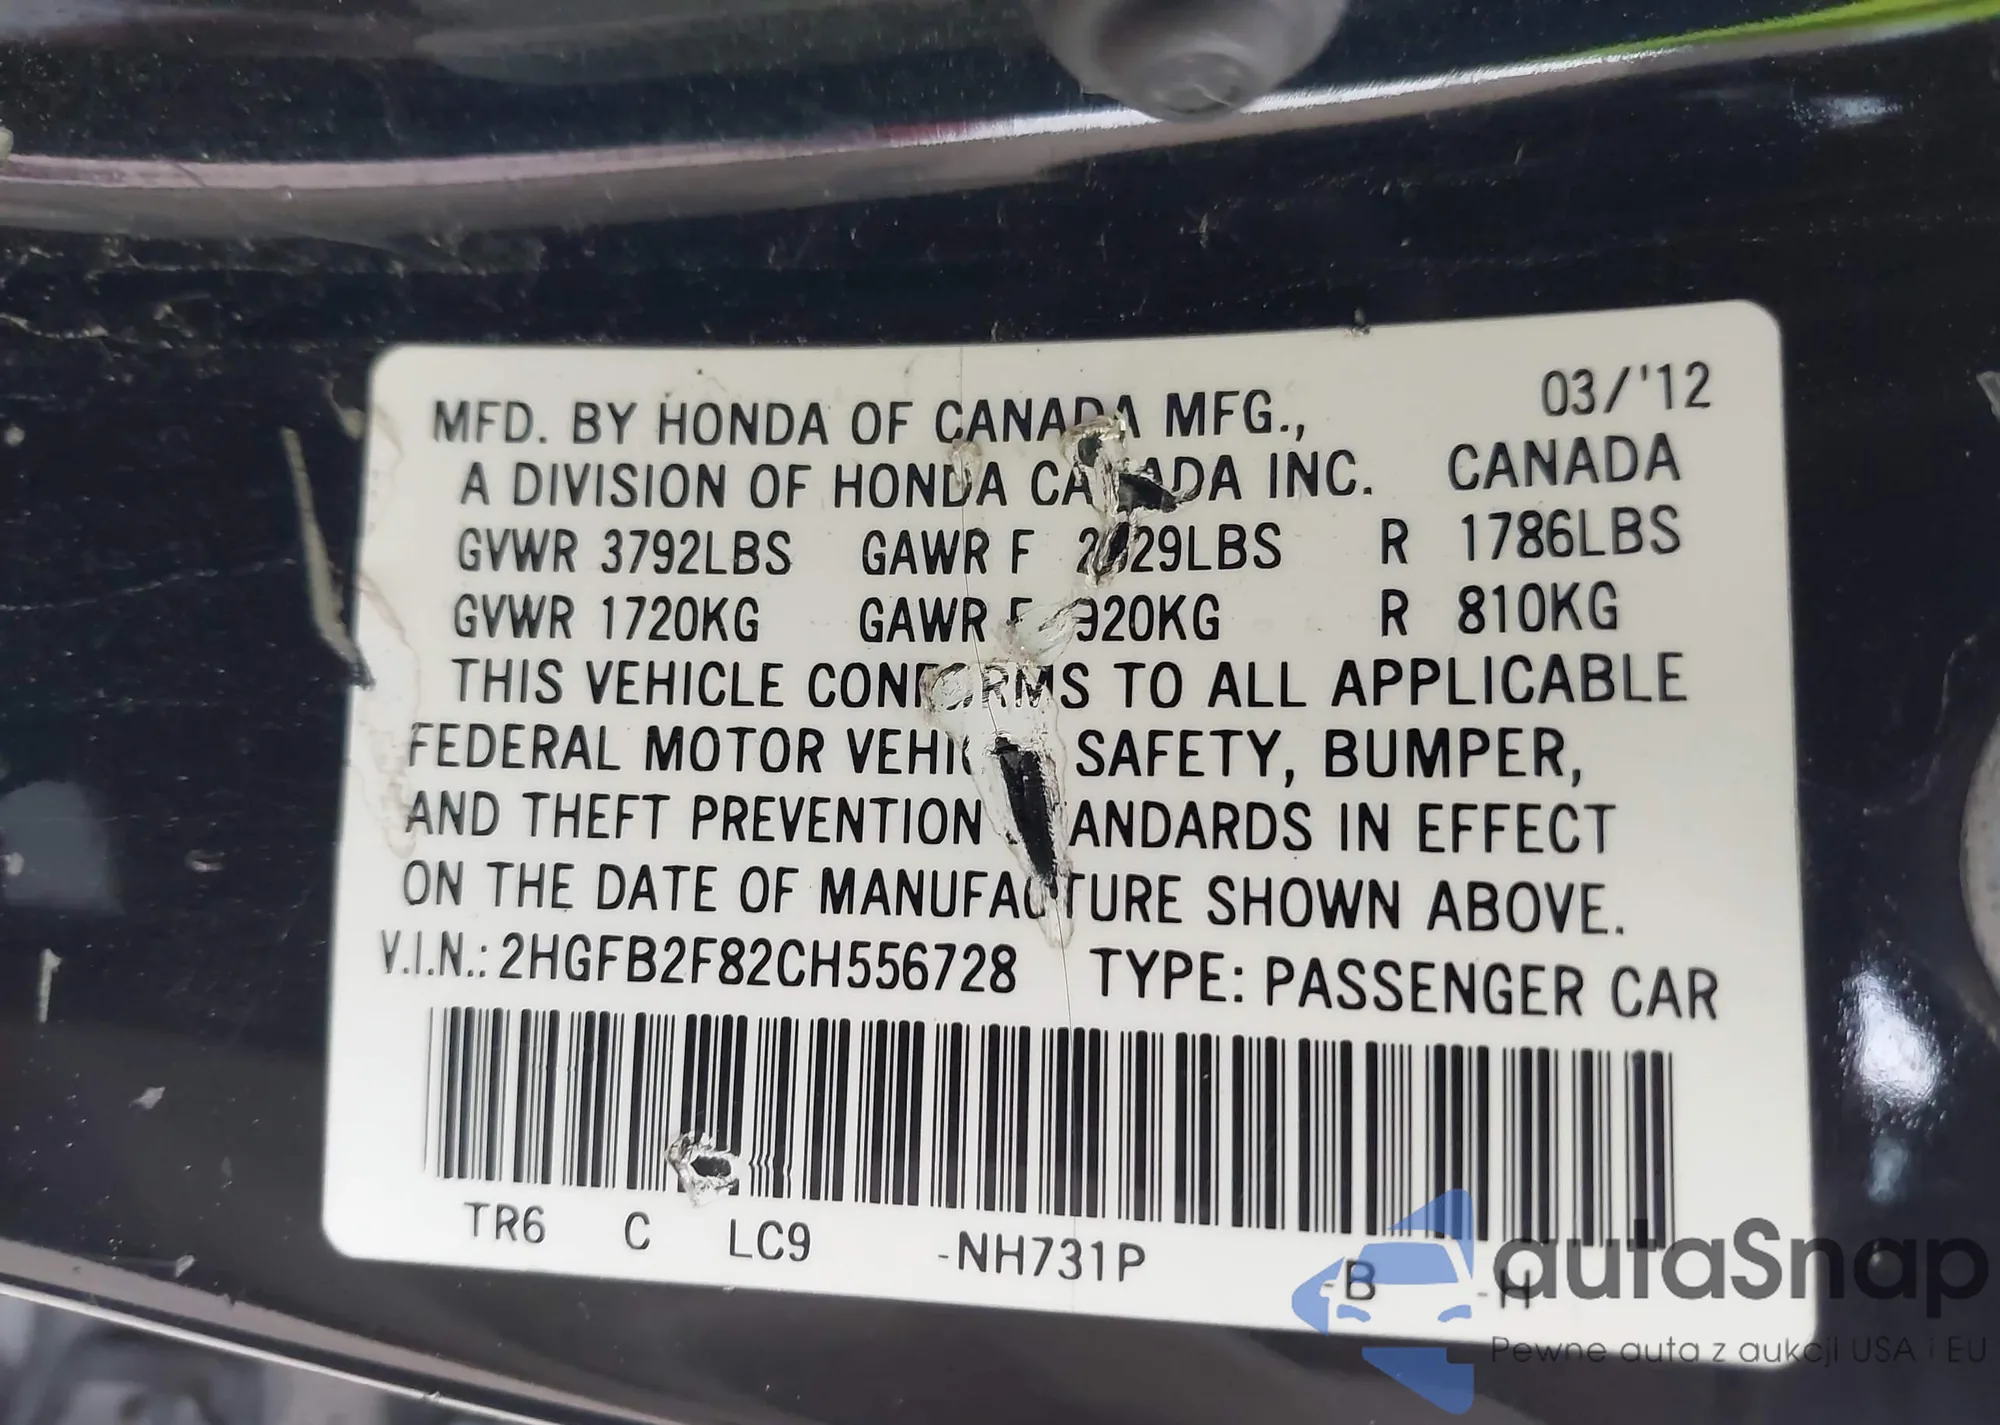 03/'12
MFD. BY HONDA OF CANADA MFG.,
A DIVISION OF HONDA CANADA INC. CANADA
GVWR 3792LBS GAWR F LBS R 1786LBS
GVWR 1720KG GAWR F 920KG R 810KG
THIS VEHICLE CONFORMS TO ALL APPLICABLE
FEDERAL MOTOR SAFETY, BUMPER,
AND THEFT PREVENTION IN EFFECT
ON THE DATE OF MANUFACTURE SHOWN ABOVE.
V.I.N.: 2HGFB2F82CH556728 TYPE: PASSENGER CAR
TR6 C LC9 -NH731P -B -H
autaSnap
Pewne auta z aukcji USA i EU